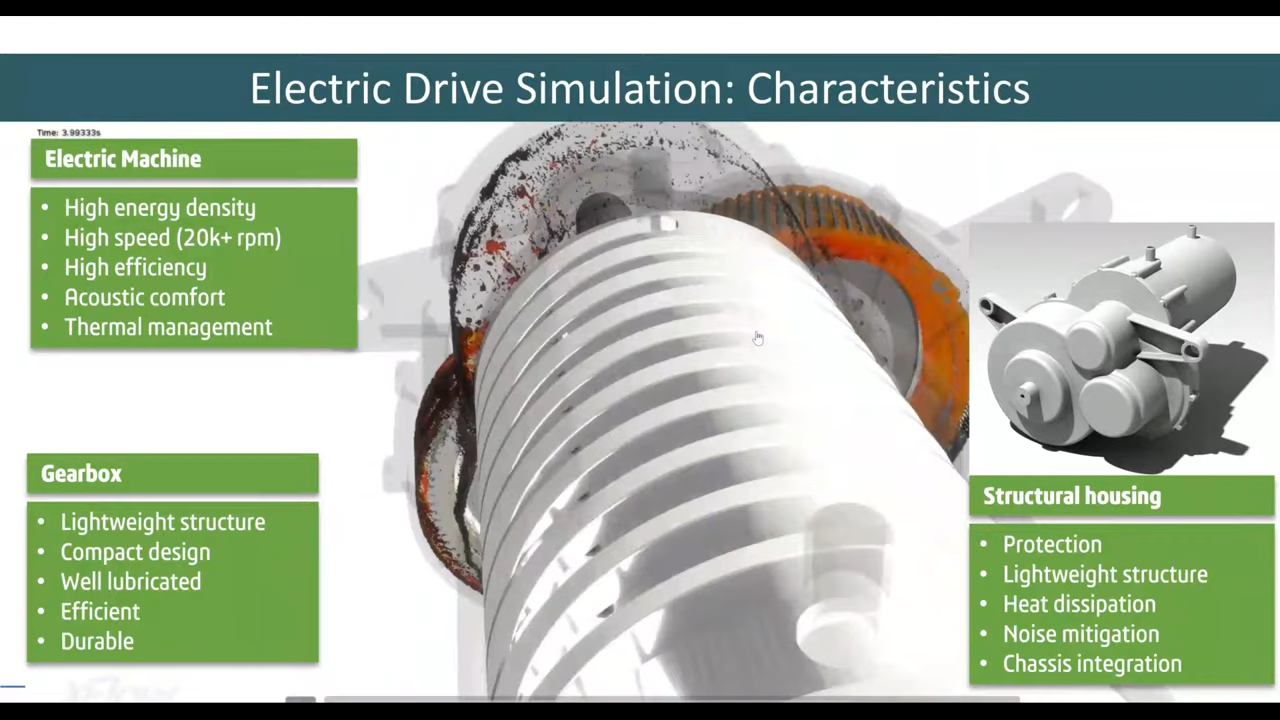 Electric Drive Simulation: Characteristics
Time: 3.99333s
Electric Machine
• High energy density
• High speed (20k+ rpm)
• High efficiency
• Acoustic comfort
• Thermal management
Gearbox
• Lightweight structure
• Compact design
• Well lubricated
• Efficient
• Durable
Structural housing
• Protection
• Lightweight structure
• Heat dissipation
• Noise mitigation
• Chassis integration